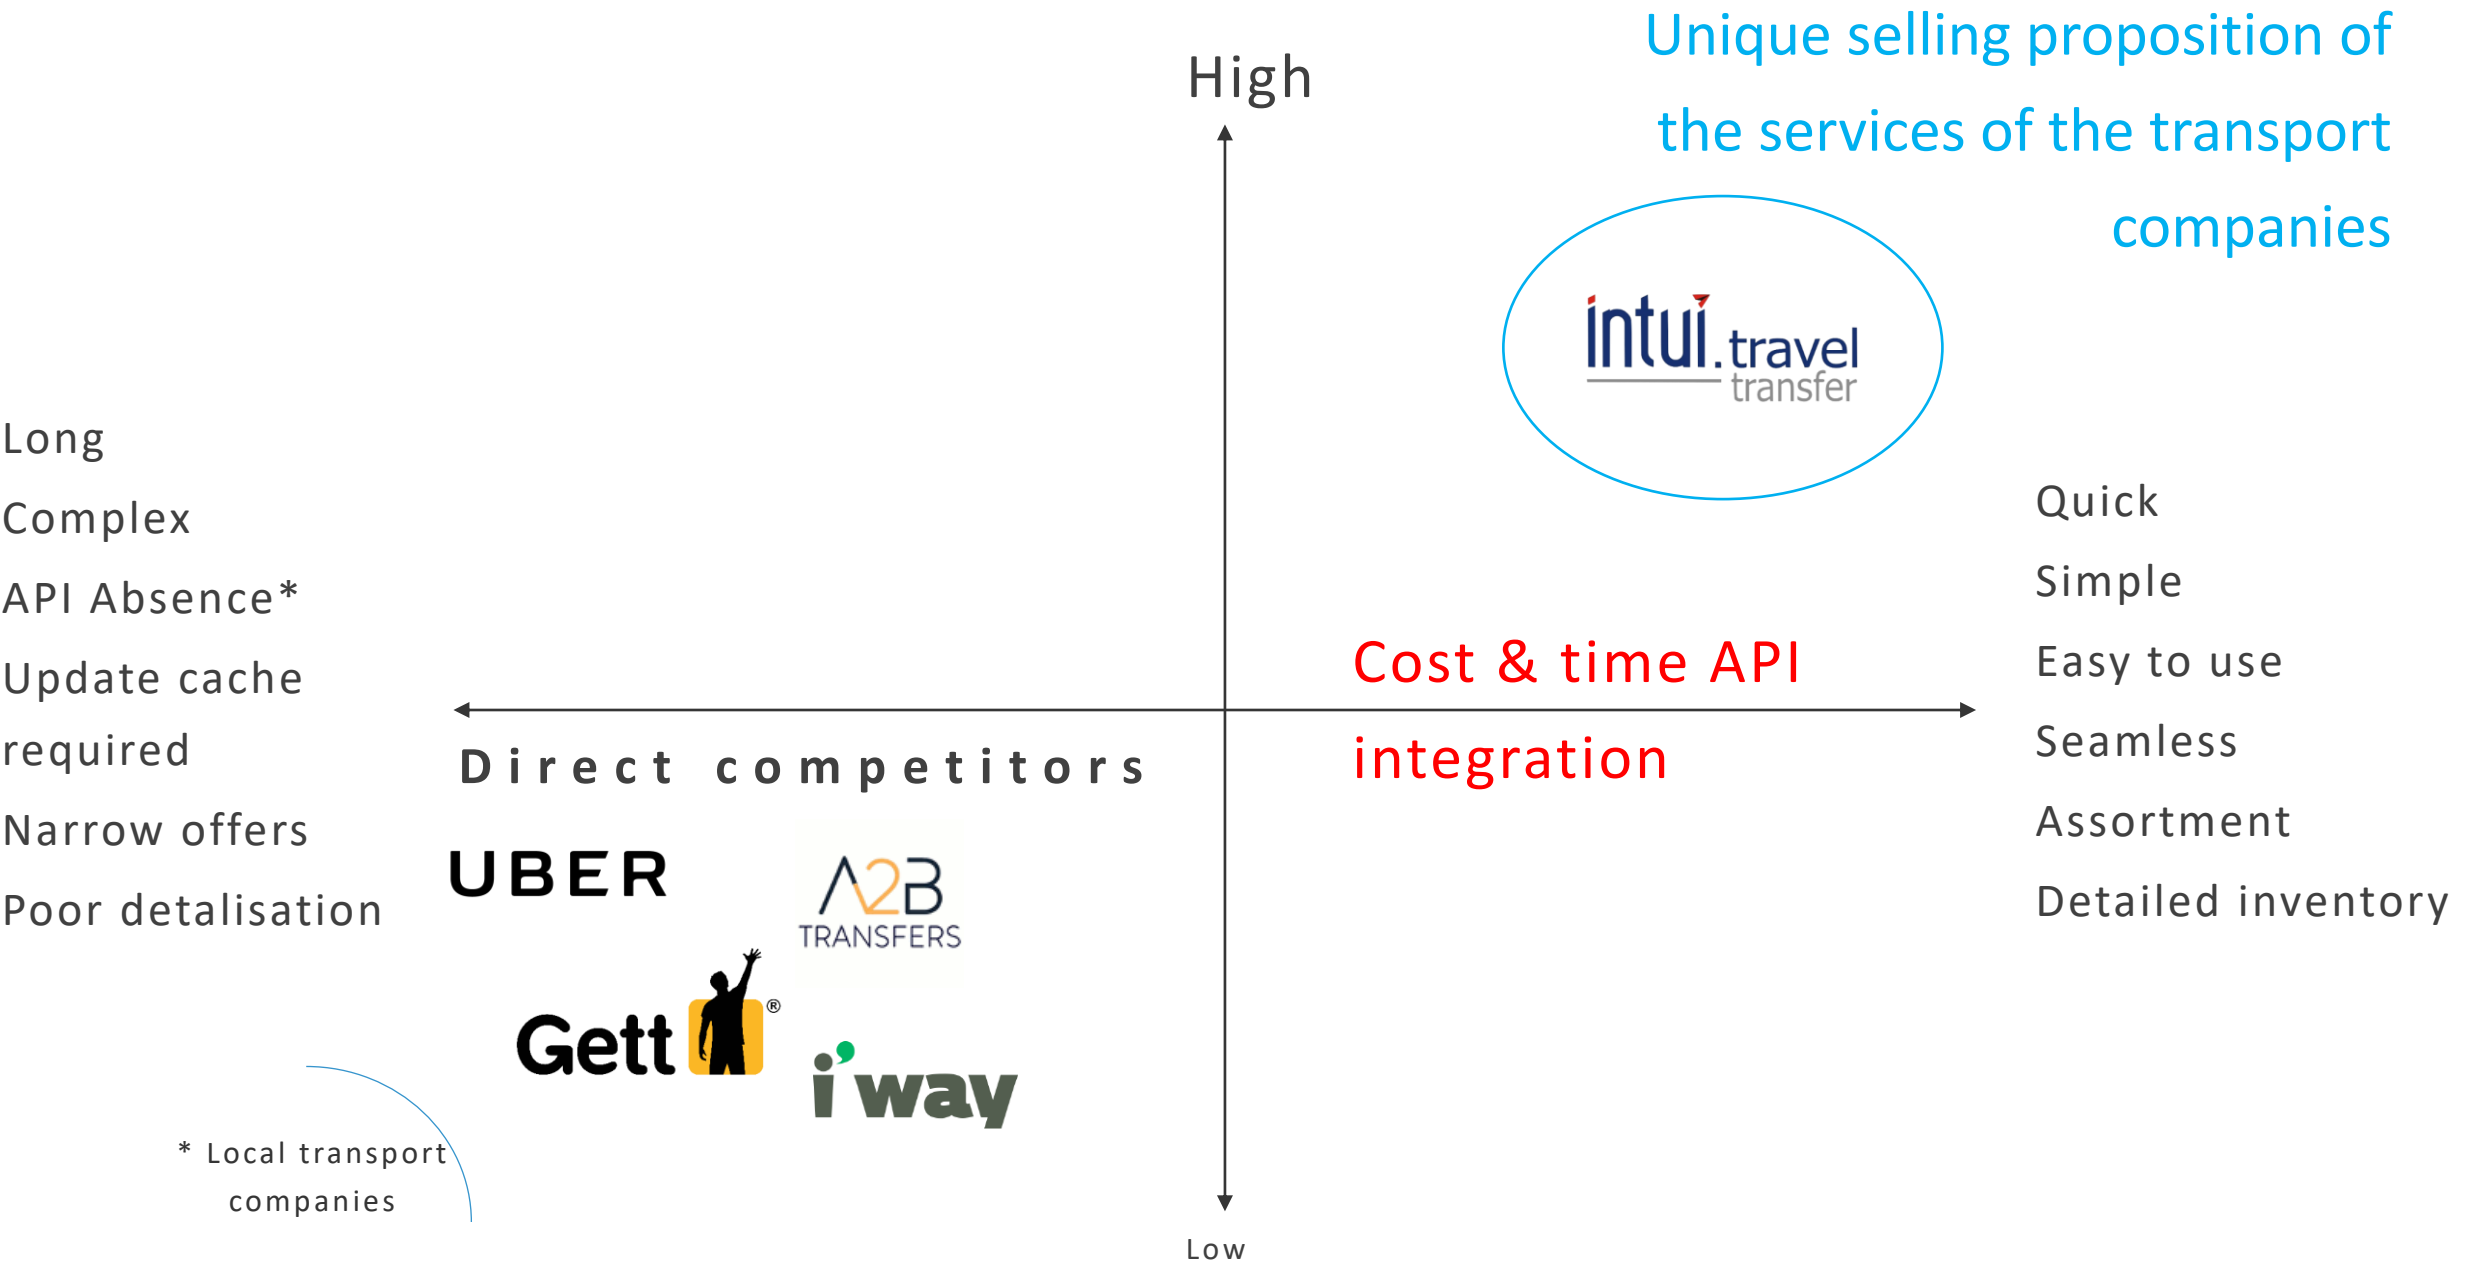 Unique selling proposition of
the services of the transport
companies
High
intui.travel
transfer
Long
Complex
API Absence*
Update cache
required
Narrow offers
Poor detalisation
Cost & time API
integration
Quick
Simple
Easy to use
Seamless
Assortment
Detailed inventory
Direct competitors
UBER
A2B
TRANSFERS
Gett®
i'way
* Local transport
companies
Low